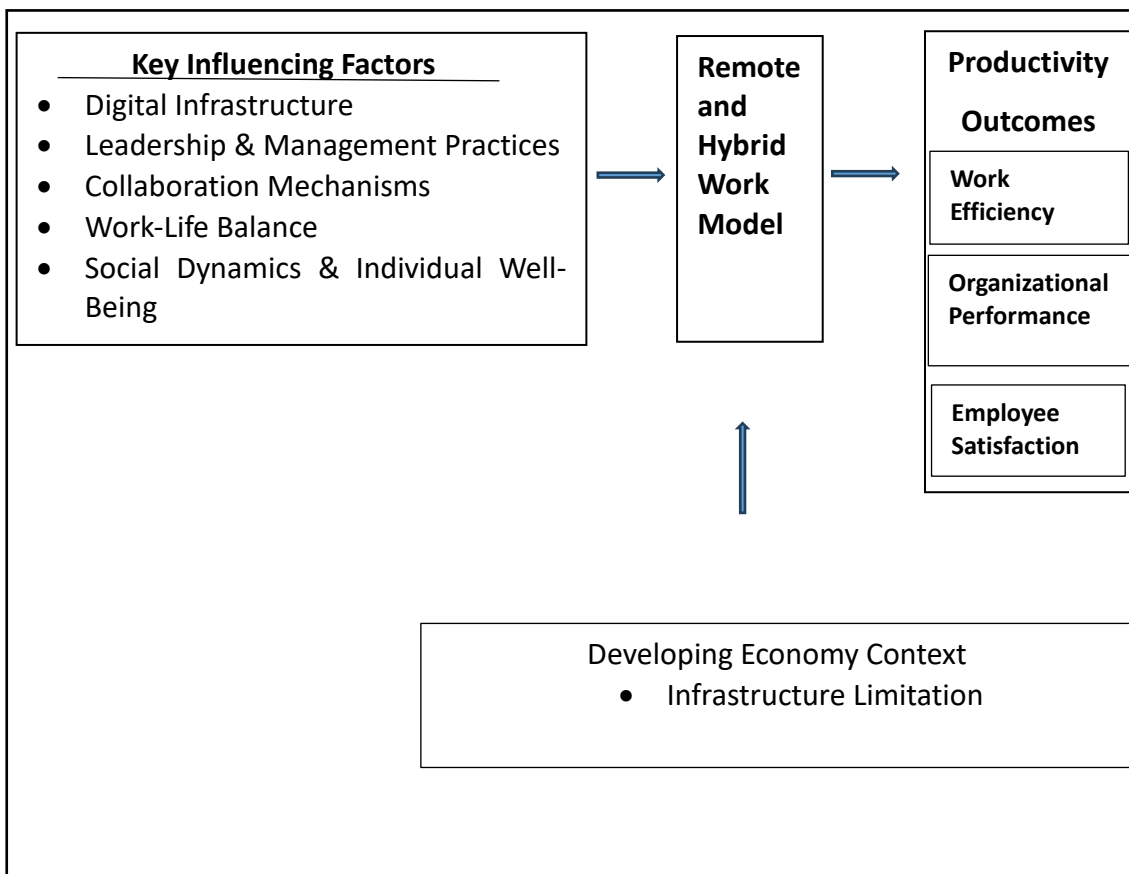 Key Influencing Factors
• Digital Infrastructure
• Leadership & Management Practices
• Collaboration Mechanisms
• Work-Life Balance
• Social Dynamics & Individual Well-
Being
Remote
and
Hybrid
Work
Model
Productivity
Outcomes
Work
Efficiency
Organizational
Performance
Employee
Satisfaction
Developing Economy Context
• Infrastructure Limitation